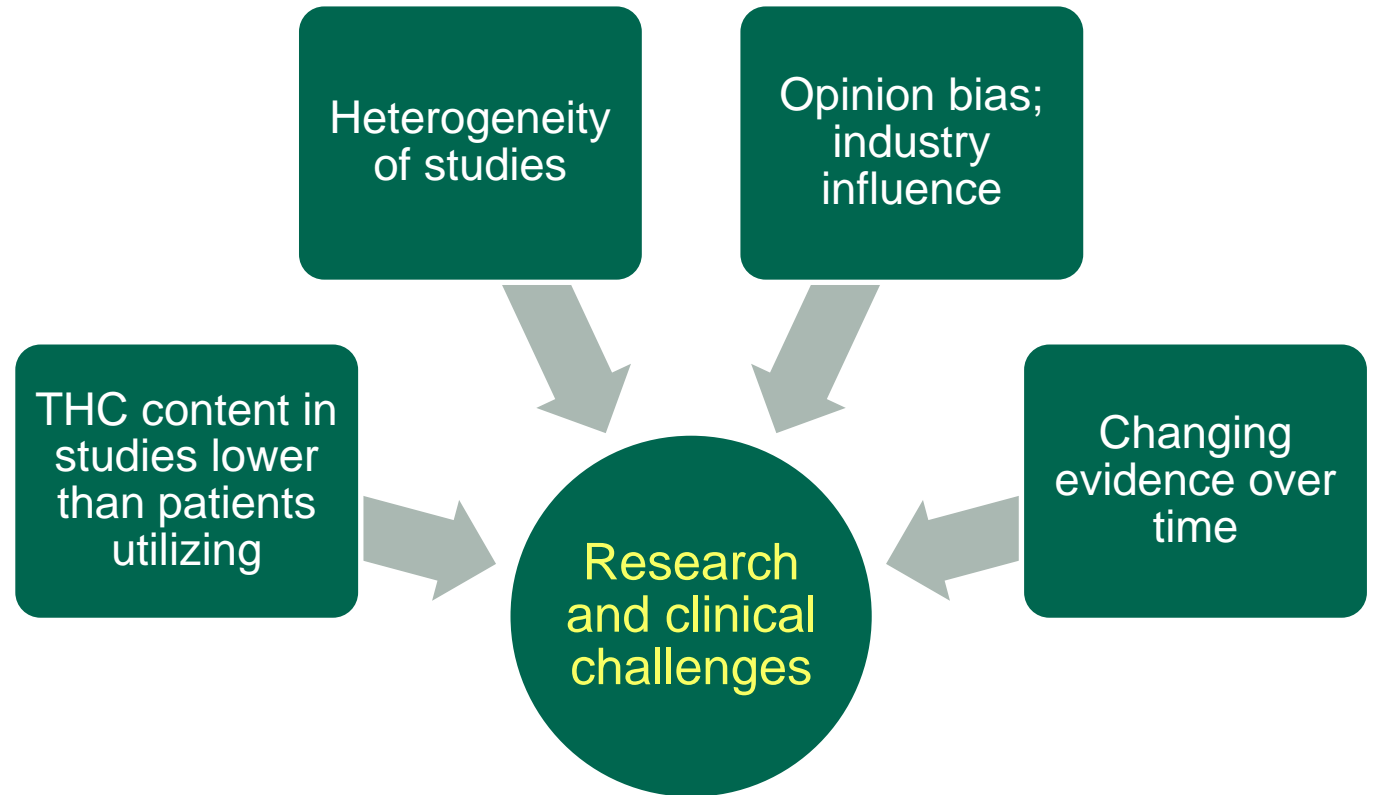 Heterogeneity
of studies
Opinion bias;
industry
influence
THC content in
studies lower
than patients
utilizing
Changing
evidence over
time
Research
and clinical
challenges